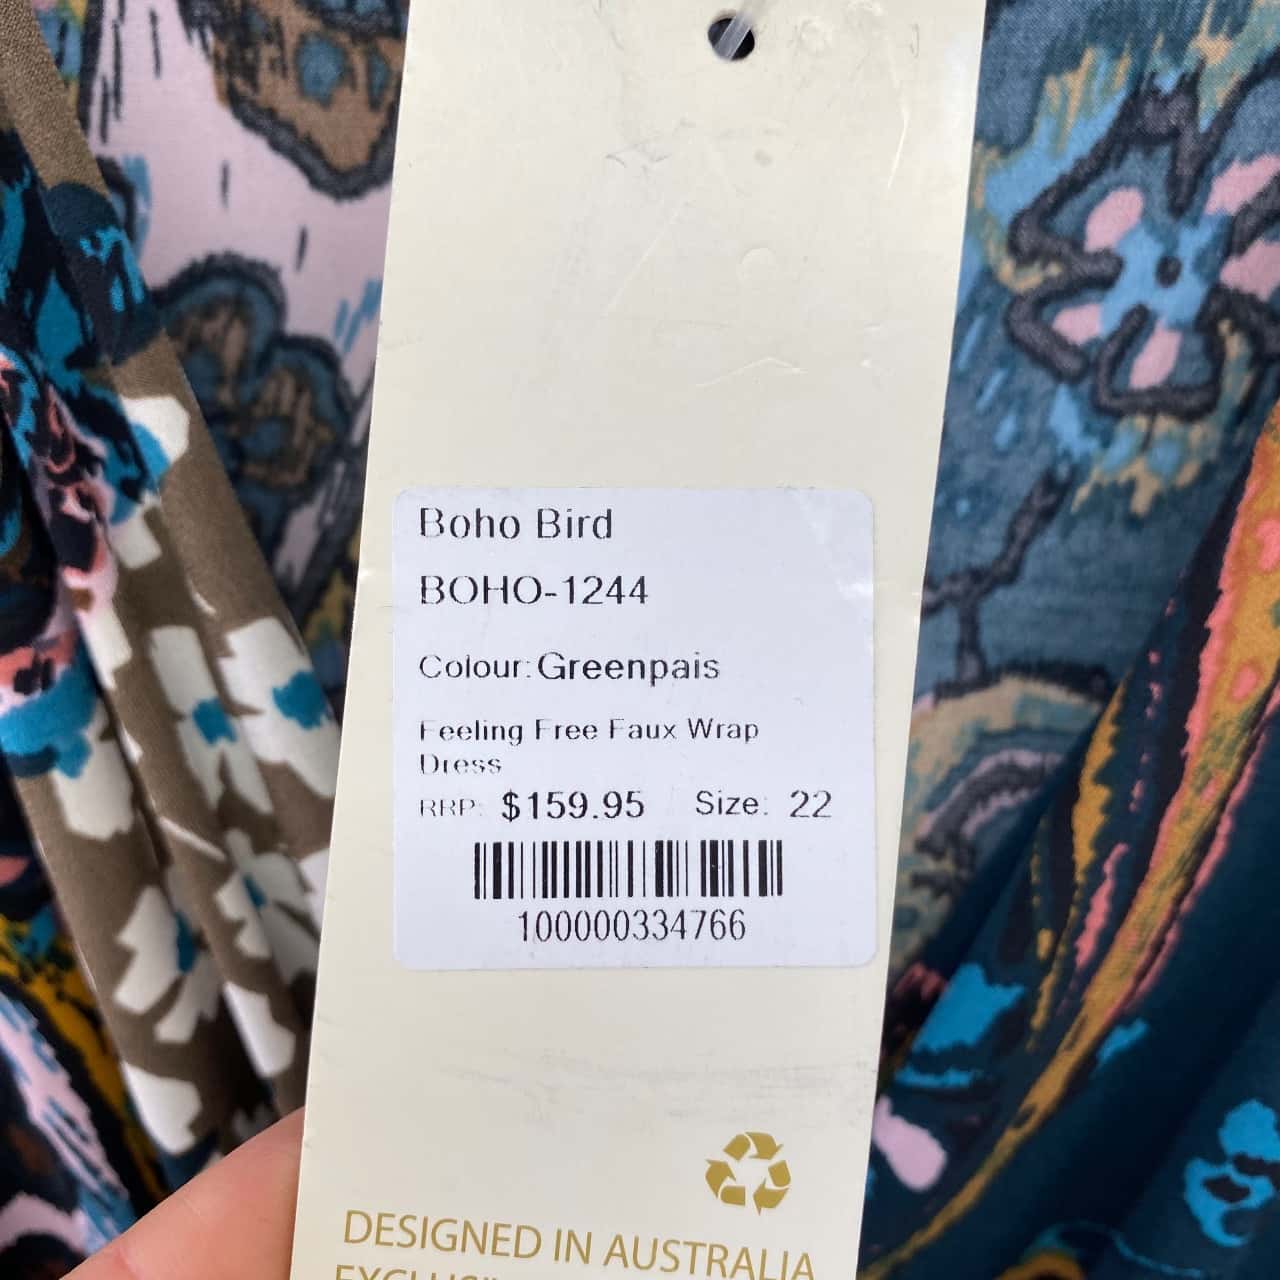 Boho Bird
BOHO-1244
Colour: Greenpais
Feeling Free Faux Wrap
Dress
RRP: $159.95 Size: 22
100000334766
DESIGNED IN AUSTRALIA